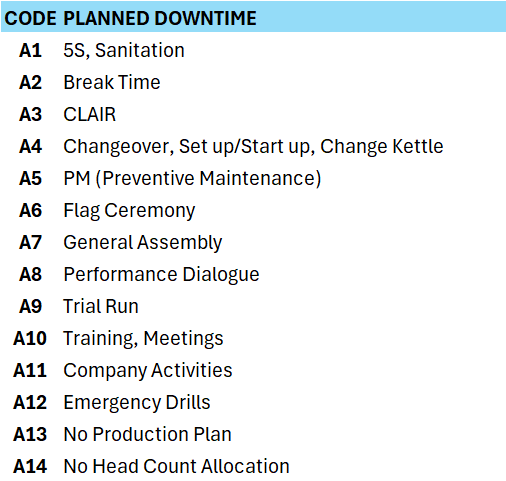 CODE PLANNED DOWNTIME
A1 5S, Sanitation
A2 Break Time
A3 CLAIR
A4 Changeover, Set up/Start up, Change Kettle
A5 PM (Preventive Maintenance)
A6 Flag Ceremony
A7 General Assembly
A8 Performance Dialogue
A9 Trial Run
A10 Training, Meetings
A11 Company Activities
A12 Emergency Drills
A13 No Production Plan
A14 No Head Count Allocation